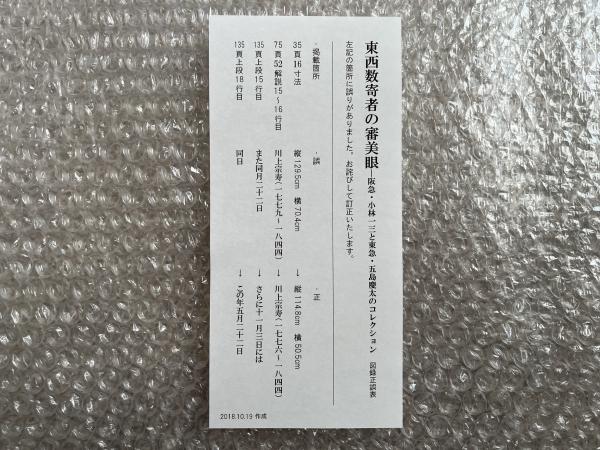 東西数寄者の審美眼―阪急・小林一三と東急・五島慶太のコレクション 図録正誤表
左記の箇所に誤りがありました。お詫びして訂正いたします。
・掲載箇所 ・誤 ・正
35頁16寸法 縦129.5cm 横70.4cm → 縦114.8cm 横50.5cm
75頁52解説15～16行目 川上宗寿(一七七九～一八四四) → 川上宗寿(一七七六～一八四四)
135頁上段15行目 また同月二十二日 → さらに十一月三日には
135頁上段18行目 同日 → この年五月二十二日
2018.10.19 作成